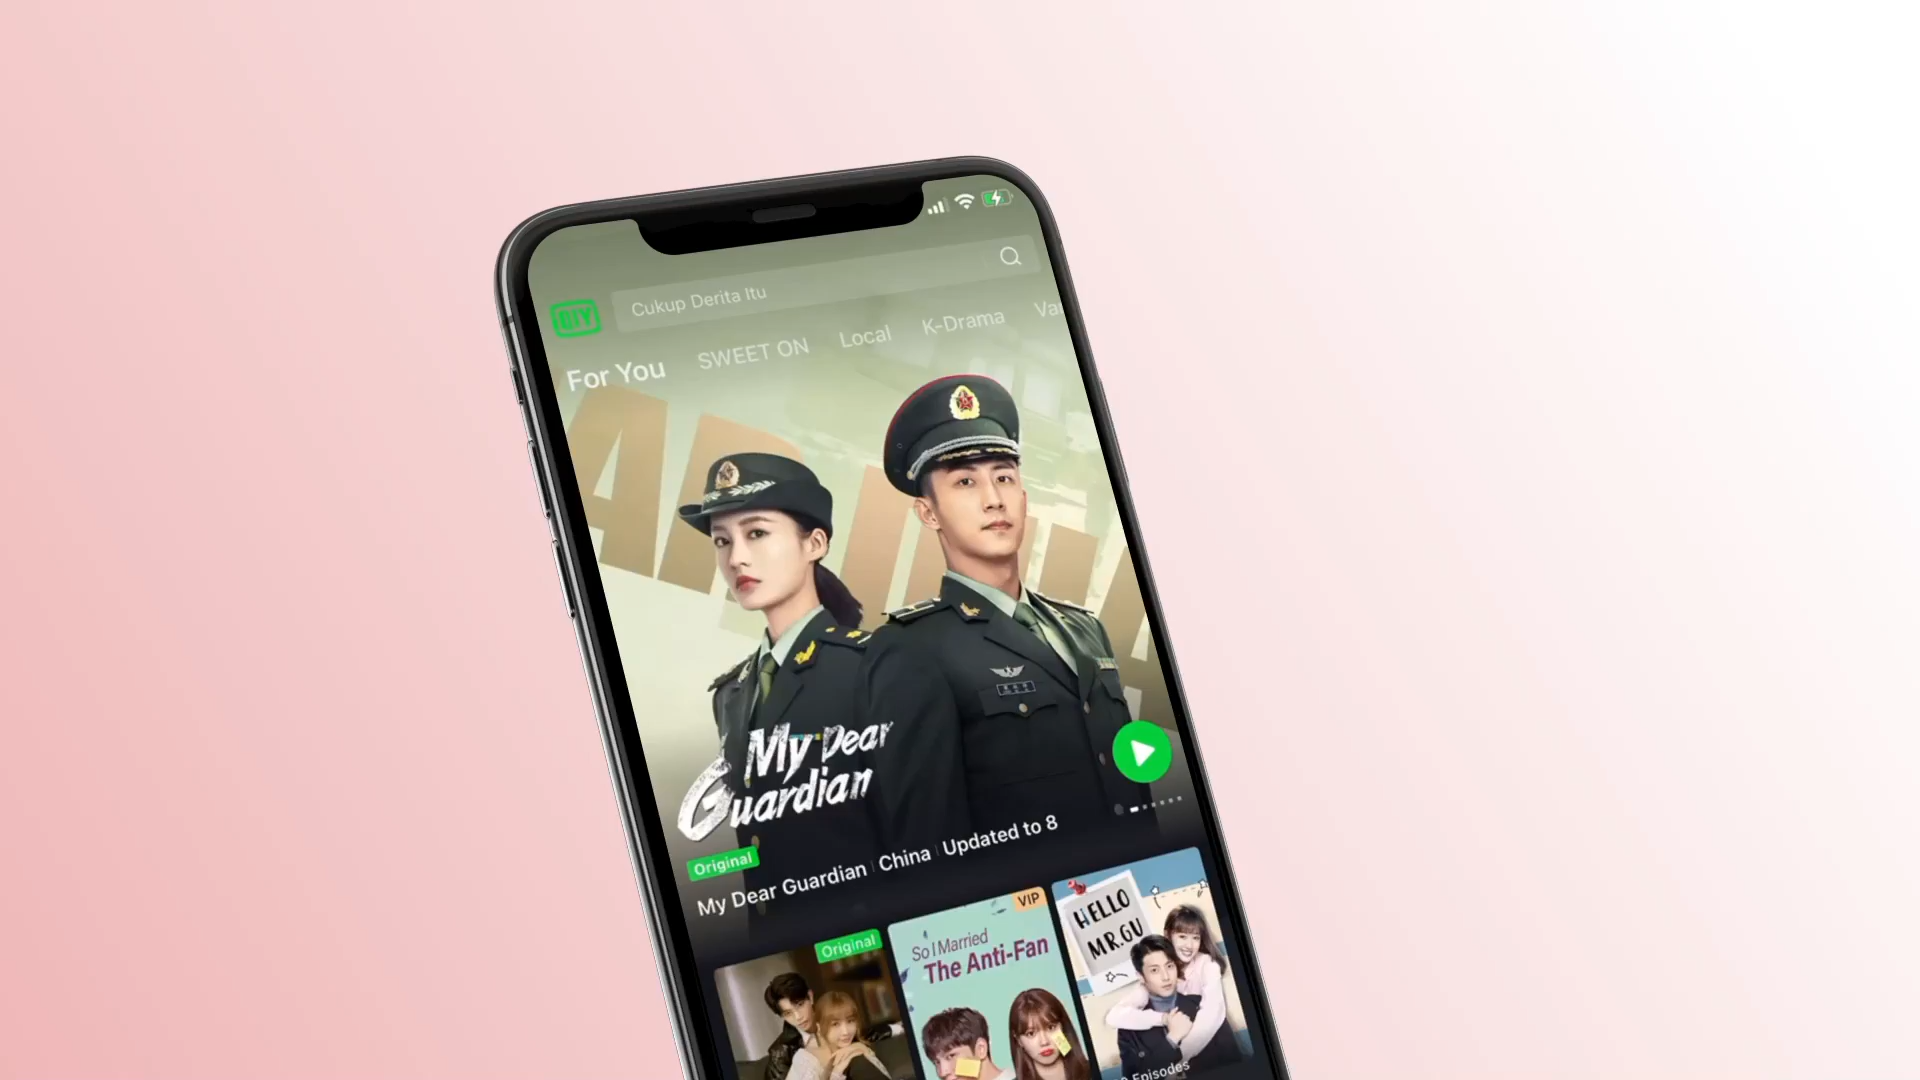 Cukup Derita Itu
QIY
For You
SWEET ON
Local
K-Drama
My Dear
Guardian
Original
My Dear Guardian
China
Updated to 8
Original
VIP
So I Married
The Anti-Fan
HELLO
MR.GU
Episodes